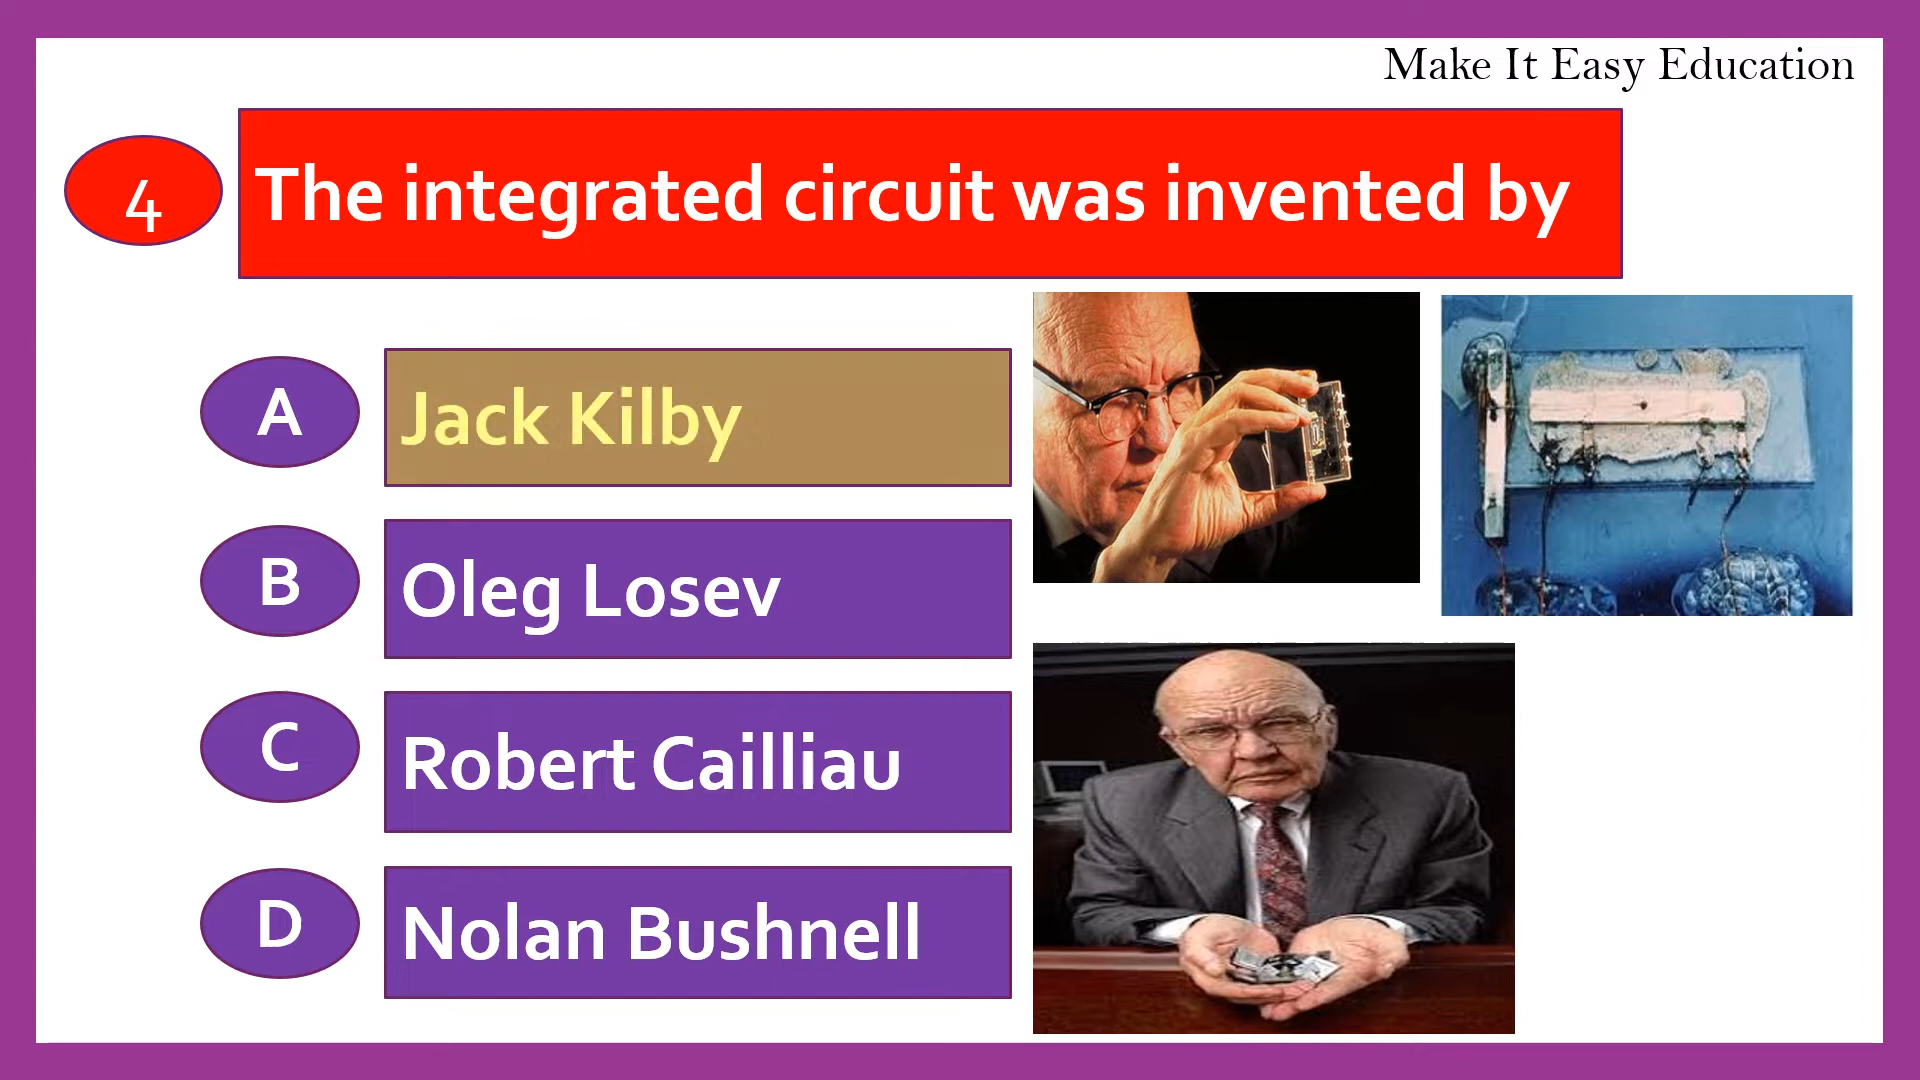 Make It Easy Education
4
The integrated circuit was invented by
A
Jack Kilby
B
Oleg Losev
C
Robert Cailliau
D
Nolan Bushnell